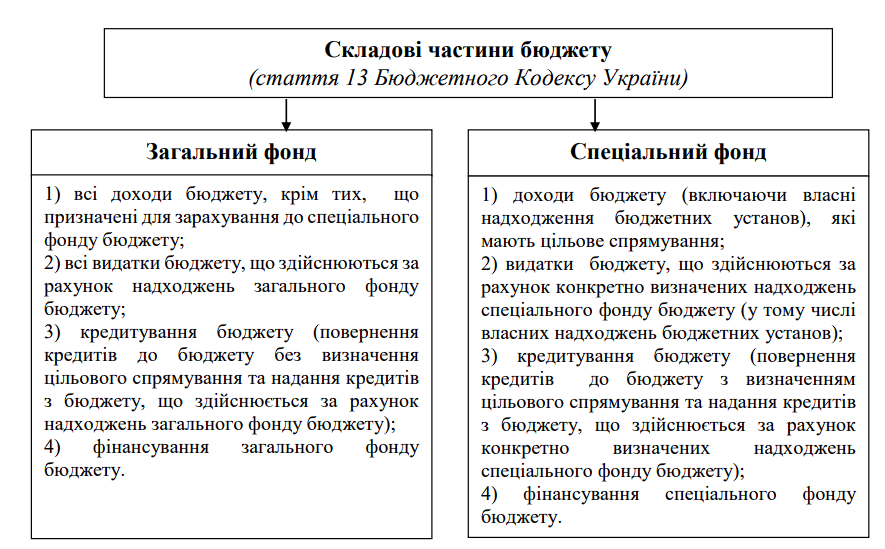 Складові частини бюджету
(стаття 13 Бюджетного Кодексу України)
Загальний фонд
1) всі доходи бюджету, крім тих, що
призначені для зарахування до спеціального
фонду бюджету;
2) всі видатки бюджету, що здійснюються за
рахунок надходжень загального фонду
бюджету;
3) кредитування бюджету (повернення
кредитів до бюджету без визначення
цільового спрямування та надання кредитів
з бюджету, що здійснюється за рахунок
надходжень загального фонду бюджету);
4) фінансування загального фонду
бюджету.
Спеціальний фонд
1) доходи бюджету (включаючи власні
надходження бюджетних установ), які
мають цільове спрямування;
2) видатки бюджету, що здійснюються за
рахунок конкретно визначених надходжень
спеціального фонду бюджету (у тому числі
власних надходжень бюджетних установ);
3) кредитування бюджету (повернення
кредитів до бюджету з визначенням
цільового спрямування та надання кредитів
з бюджету, що здійснюється за рахунок
конкретно визначених надходжень
спеціального фонду бюджету);
4) фінансування спеціального фонду
бюджету.